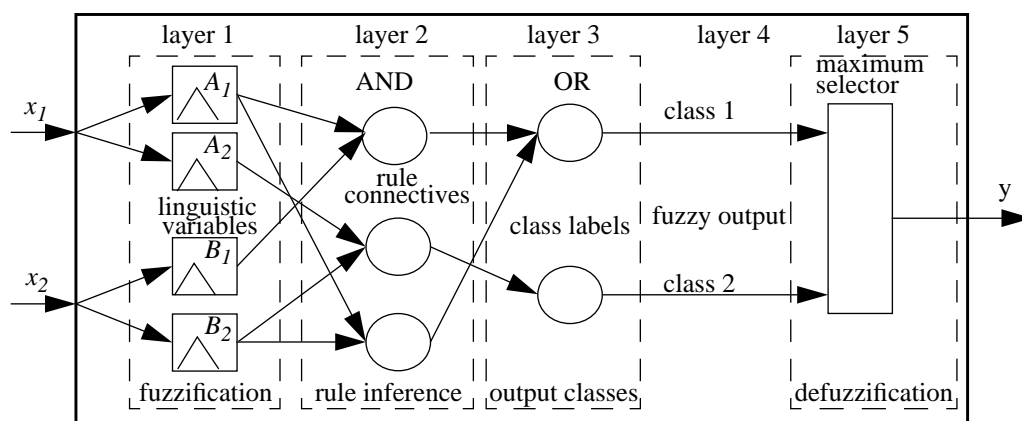 layer 1 layer 2 layer 3 layer 4 layer 5
maximum
selector
AND OR
x1
A1
class 1
A2
rule
connectives
linguistic
variables
class labels
fuzzy output
y
B1
x2
class 2
B2
fuzzification rule inference output classes defuzzification